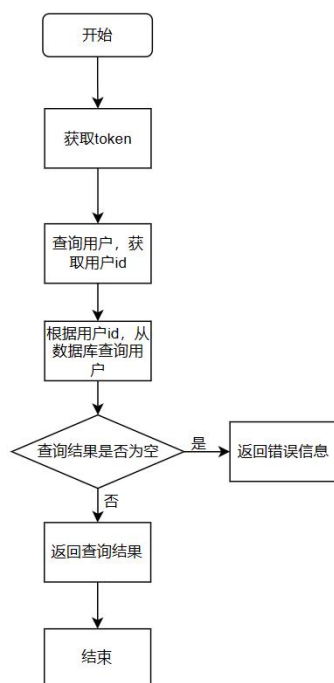 开始
获取token
查询用户，获
取用户id
根据用户id，从
数据库查询用
户
查询结果是否为空
是
返回错误信息
否
返回查询结果
结束